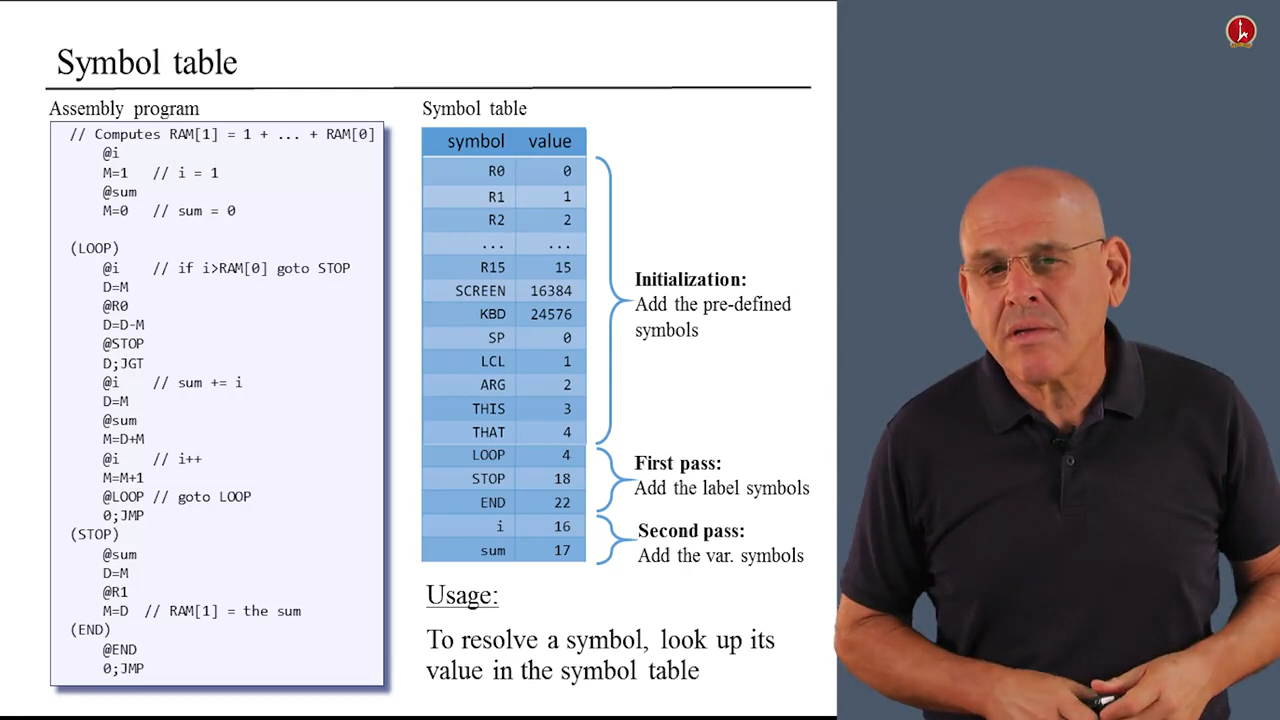 Symbol table
Assembly program
// Computes RAM[1] = 1 + ... + RAM[0]
@i
M=1 // i = 1
@sum
M=0 // sum = 0
(LOOP)
@i // if i>RAM[0] goto STOP
D=M
@R0
D=D-M
@STOP
D;JGT
@i // sum += i
D=M
@sum
M=D+M
@i // i++
M=M+1
@LOOP // goto LOOP
0;JMP
(STOP)
@sum
D=M
@R1
M=D // RAM[1] = the sum
(END)
@END
0;JMP
Symbol table
symbol value
R0 0
R1 1
R2 2
... ...
R15 15
SCREEN 16384
KBD 24576
SP 0
LCL 1
ARG 2
THIS 3
THAT 4
LOOP 4
STOP 18
END 22
i 16
sum 17
Initialization:
Add the pre-defined
symbols
First pass:
Add the label symbols
Second pass:
Add the var. symbols
Usage:
To resolve a symbol, look up its
value in the symbol table